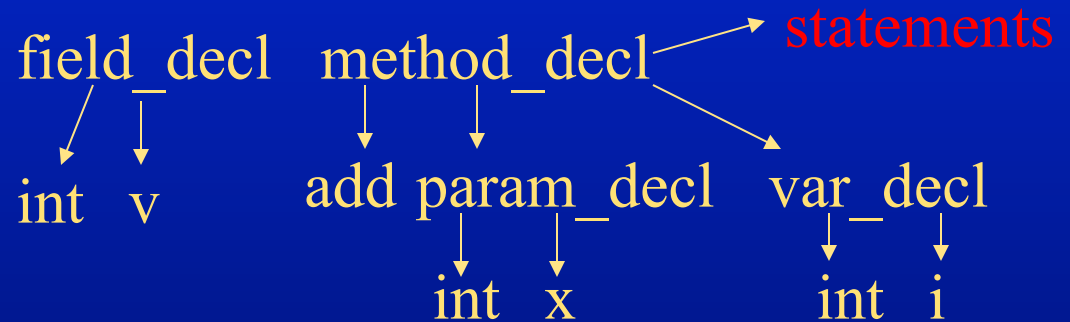 statements
field_decl method_decl
int v add param_decl var_decl
int x int i